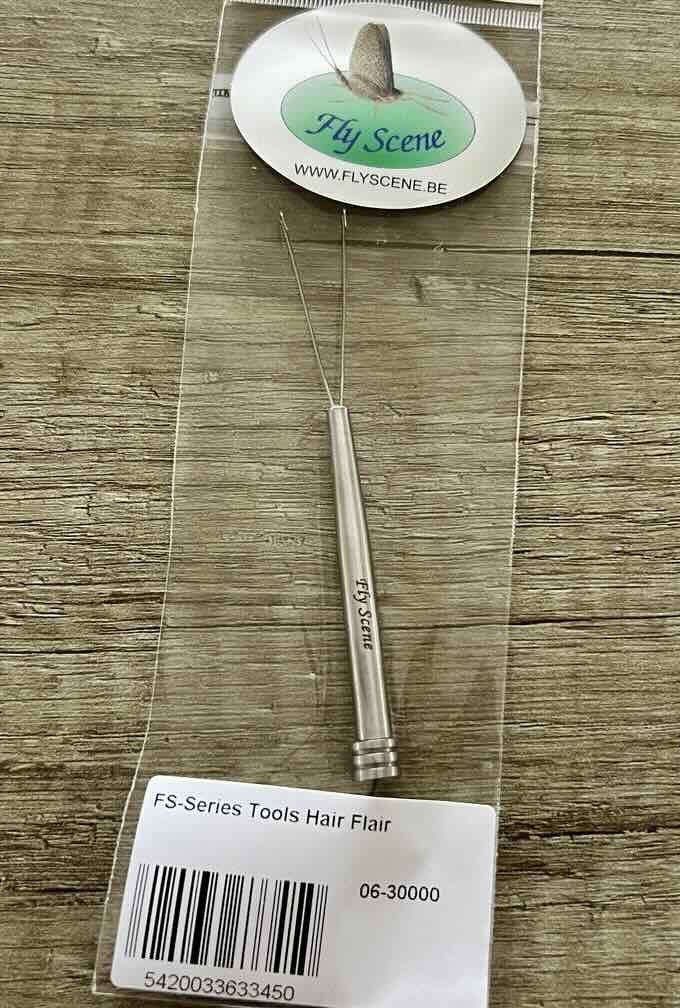 Fly Scene
WWW.FLYSCENE.BE
Fly Scene
FS-Series Tools Hair Flair
06-30000
5420033633450